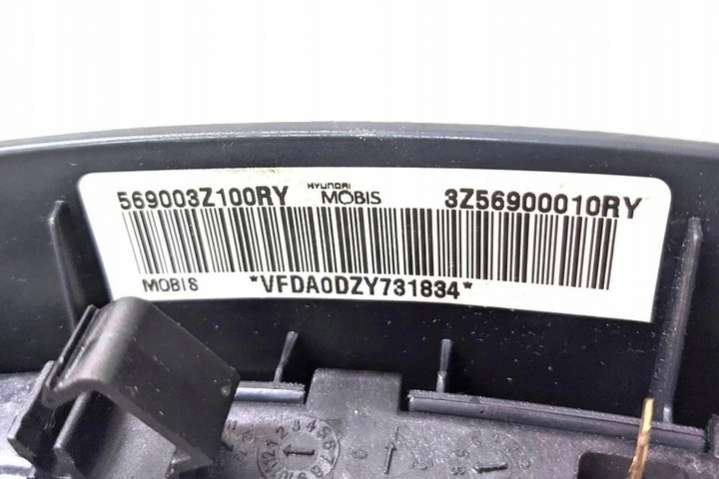 569003Z100RY HYUNDAI MOBIS 3Z56900010RY
MOBIS *VFDA0DZY731834*